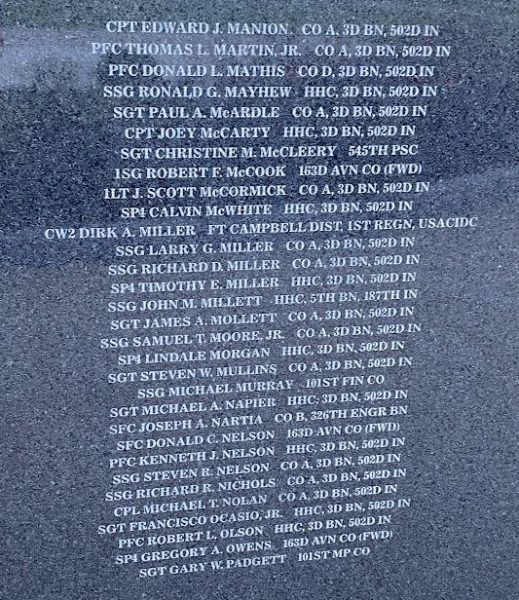 CPT EDWARD J. MANION. CO A, 3D BN, 502D IN
PFC THOMAS L. MARTIN, JR. CO A, 3D BN, 502D IN
PFC DONALD L. MATHIS CO D, 3D BN, 502D IN
SSG RONALD G. MAYHEW HHC, 3D BN, 502D IN
SGT PAUL A. McARDLE CO A, 3D BN, 502D IN
CPT JOEY McCARTY HHC, 3D BN, 502D IN
SGT CHRISTINE M. McCLEERY 545TH PSC
1SG ROBERT F. McCOOK 163D AVN CO (FWD)
1LT J. SCOTT McCORMICK CO A, 3D BN, 502D IN
SP4 CALVIN McWHITE HHC, 3D BN, 502D IN
CW2 DIRK A. MILLER FT CAMPBELL DIST, 1ST REGN, USACIDC
SSG LARRY G. MILLER CO A, 3D BN, 502D IN
SSG RICHARD D. MILLER CO A, 3D BN, 502D IN
SP4 TIMOTHY E. MILLER HHC, 3D BN, 502D IN
SSG JOHN M. MILLETT HHC, 5TH BN, 187TH IN
SGT JAMES A. MOLLETT CO A, 3D BN, 502D IN
SSG SAMUEL T. MOORE, JR. CO A, 3D BN, 502D IN
SP4 LINDALE MORGAN HHC, 3D BN, 502D IN
SGT STEVEN W. MULLINS CO A, 3D BN, 502D IN
SSG MICHAEL MURRAY 101ST FIN CO
SGT MICHAEL A. NAPIER HHC, 3D BN, 502D IN
SFC JOSEPH A. NARTIA CO B, 326TH ENGR BN
SFC DONALD C. NELSON 163D AVN CO (FWD)
PFC KENNETH J. NELSON HHC, 3D BN, 502D IN
SSG STEVEN R. NELSON CO A, 3D BN, 502D IN
SSG RICHARD R. NICHOLS CO A, 3D BN, 502D IN
CPL MICHAEL T. NOLAN CO A, 3D BN, 502D IN
SGT FRANCISCO OCASIO, JR. HHC, 3D BN, 502D IN
PFC ROBERT L. OLSON HHC, 3D BN, 502D IN
SP4 GREGORY A. OWENS 163D AVN CO (FWD)
SGT GARY W. PADGETT 101ST MP CO